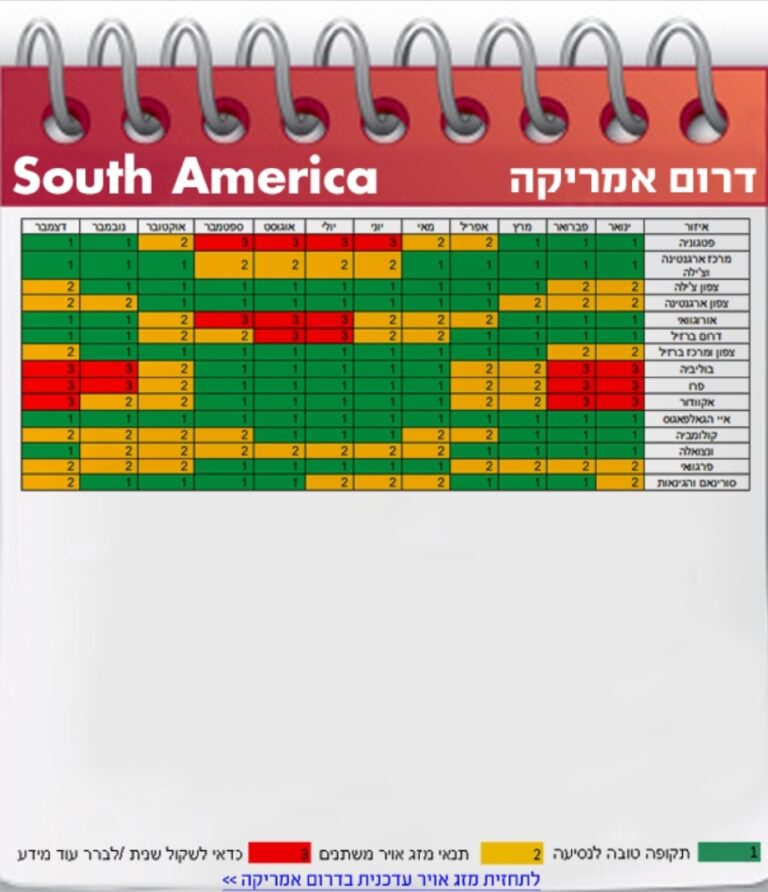 South America דרום אמריקה
איזור ינואר פברואר מרץ אפריל מאי יוני יולי אוגוסט ספטמבר אוקטובר נובמבר דצמבר
פטגוניה 1 1 1 2 2 3 3 3 3 2 1 1
מרכז ארגנטינה
וצ'ילה 1 1 1 1 1 2 2 2 2 1 1 1
צפון צ'ילה 2 2 1 1 1 1 1 1 1 1 1 2
צפון ארגנטינה 2 2 2 1 1 1 1 1 1 1 2 2
אורוגוואי 1 1 1 2 2 2 3 3 3 2 1 1
דרום ברזיל 1 1 1 1 2 2 3 3 2 2 1 1
צפון ומרכז ברזיל 2 2 1 1 1 1 1 1 1 1 1 2
בוליביה 3 3 2 2 1 1 1 1 1 2 3 3
פרו 3 3 2 2 1 1 1 1 1 2 3 3
אקוודור 3 3 2 2 1 1 1 1 1 2 2 3
איי הגאלפאגוס 1 1 1 1 1 1 1 1 1 1 1 1
קולומביה 1 1 1 2 2 1 1 1 2 2 2 2
ונצואלה 1 1 1 1 2 2 2 2 2 2 2 1
פרגוואי 2 2 2 2 1 1 1 1 1 2 2 2
סורינאם והגינאות 2 1 1 1 2 2 2 1 1 1 1 2
1 תקופה טובה לנסיעה 2 תנאי מזג אויר משתנים 3 כדאי לשקול שנית /לברר עוד מידע
לתחזית מזג אויר עדכנית בדרום אמריקה >>